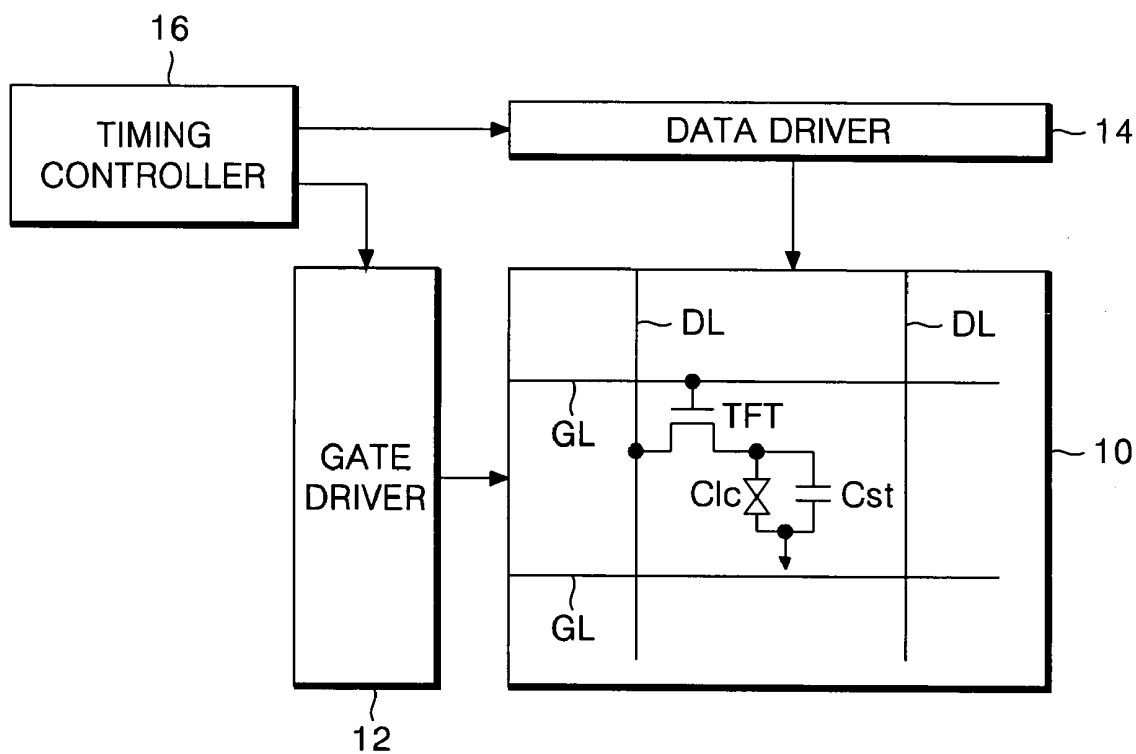 16
TIMING
CONTROLLER
DATA DRIVER
14
GATE
DRIVER
12
DL
DL
GL
TFT
Clc
Cst
10
GL